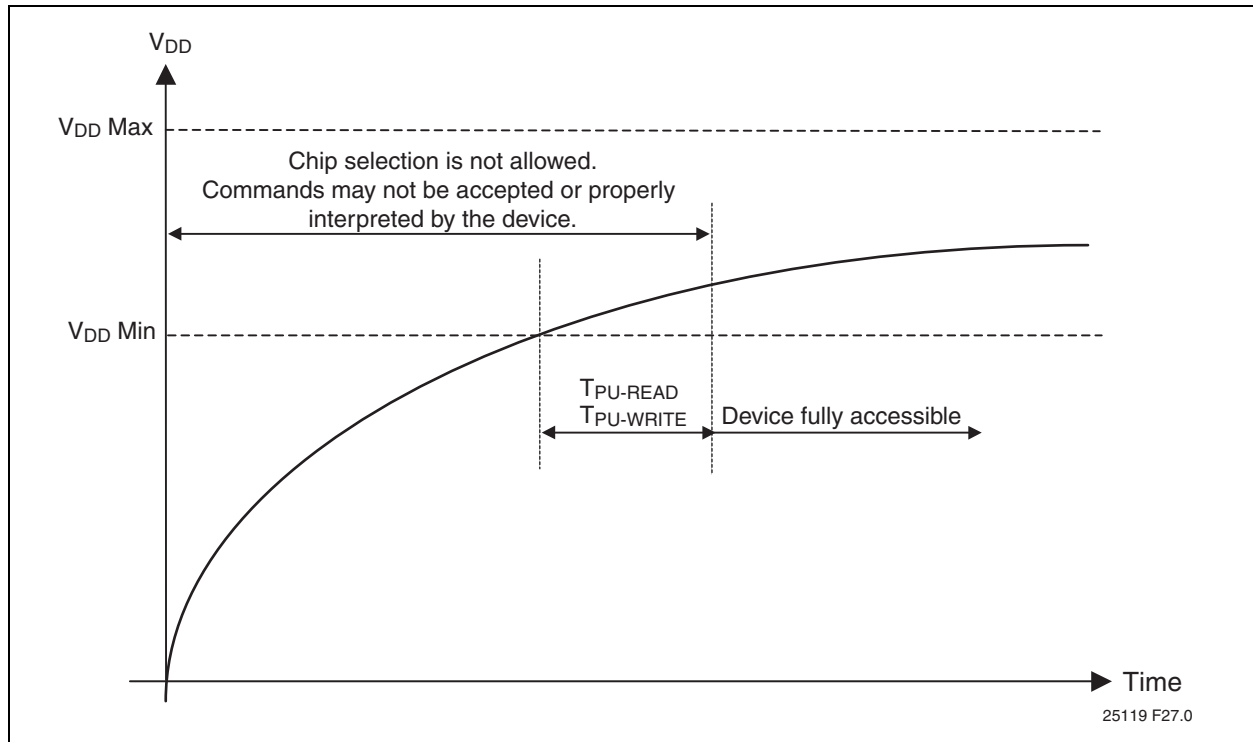 VDD
VDD Max
Chip selection is not allowed.
Commands may not be accepted or properly
interpreted by the device.
VDD Min
TPU-READ
TPU-WRITE
Device fully accessible
Time
25119 F27.0